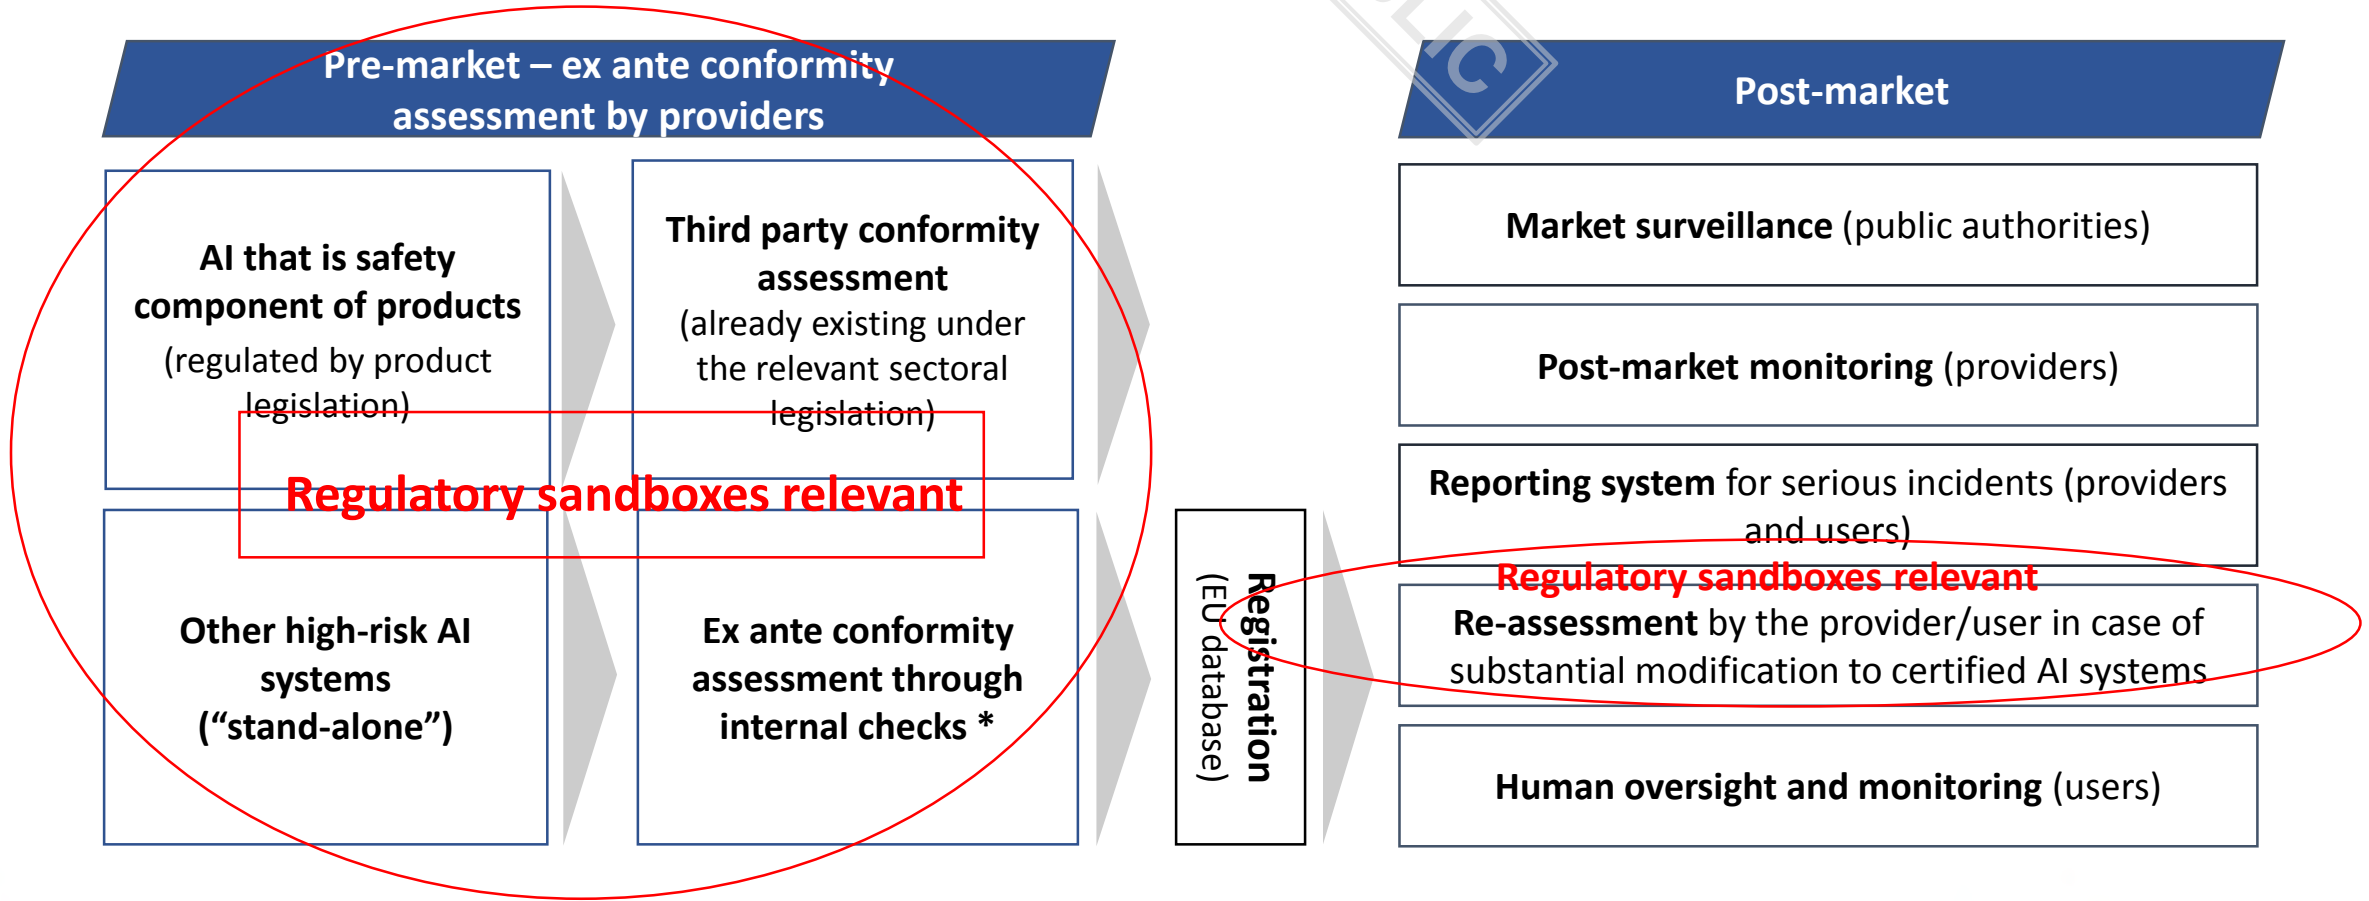 Pre-market – ex ante conformity
assessment by providers
AI that is safety
component of products
(regulated by product
legislation)
Third party conformity
assessment
(already existing under
the relevant sectoral
legislation)
Regulatory sandboxes relevant
Other high-risk AI
systems
(“stand-alone”)
Ex ante conformity
assessment through
internal checks *
Registration
(EU database)
Post-market
Market surveillance (public authorities)
Post-market monitoring (providers)
Reporting system for serious incidents (providers
and users)
Regulatory sandboxes relevant
Re-assessment by the provider/user in case of
substantial modification to certified AI systems
Human oversight and monitoring (users)